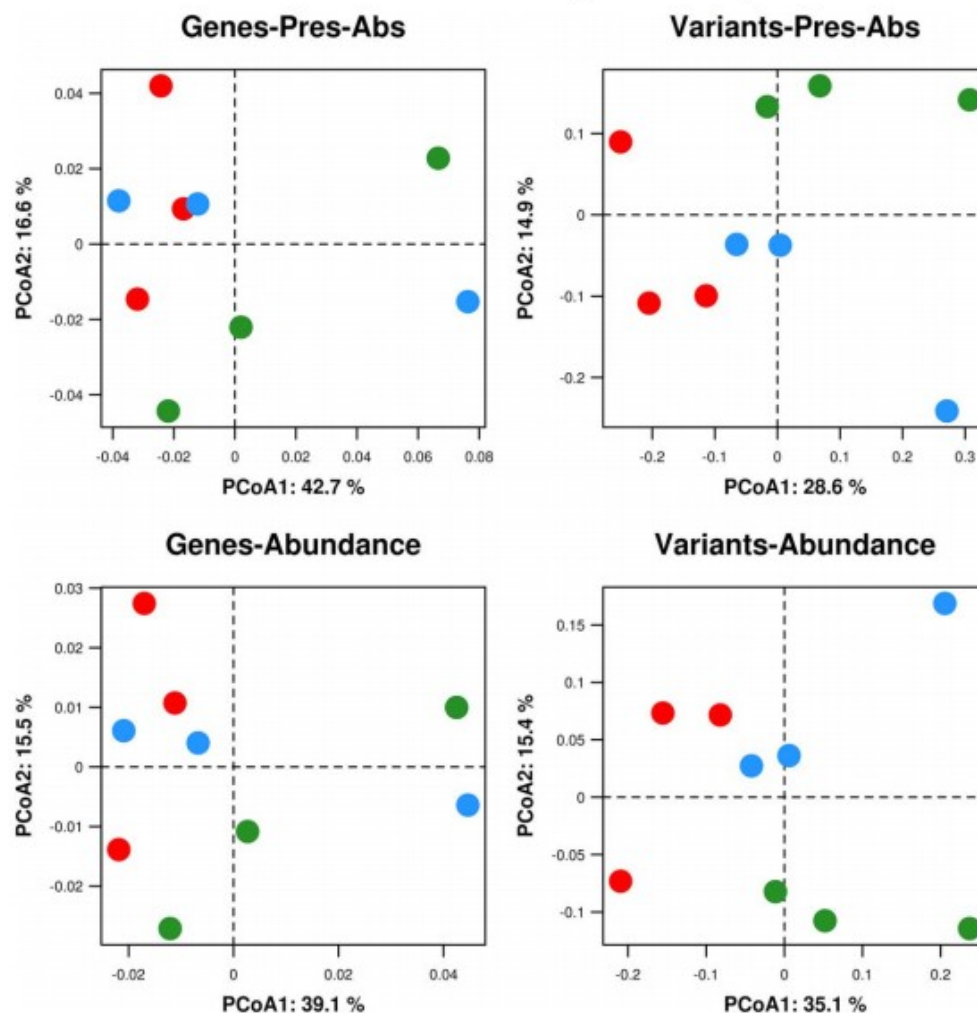 Genes-Pres-Abs
PCoA2: 16.6 %
0.04
0.02
0
-0.02
-0.04
-0.04 -0.02 0 0.02 0.04 0.06 0.08
PCoA1: 42.7 %
Variants-Pres-Abs
PCoA2: 14.9 %
0.1
0
-0.1
-0.2
-0.2 -0.1 0 0.1 0.2 0.3
PCoA1: 28.6 %
Genes-Abundance
PCoA2: 15.5 %
0.03
0.02
0.01
0
-0.01
-0.02
-0.02 0 0.02 0.04
PCoA1: 39.1 %
Variants-Abundance
PCoA2: 15.4 %
0.15
0.1
0.05
0
-0.05
-0.1
-0.2 -0.1 0 0.1 0.2
PCoA1: 35.1 %